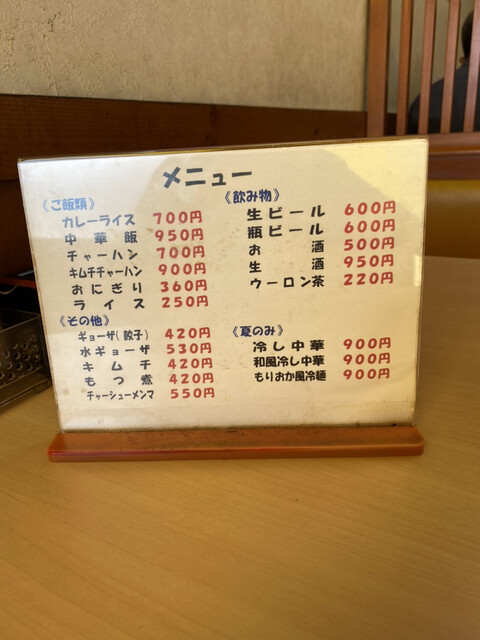 メニュー
《ご飯類》
カレーライス 700円
中華飯 950円
チャーハン 700円
キムチチャーハン 900円
おにぎり 360円
ライス 250円
《その他》
ギョーザ(餃子) 420円
水ギョーザ 530円
キムチ 420円
もつ煮 420円
チャーシューメンマ 550円
《飲み物》
生ビール 600円
瓶ビール 600円
お酒 500円
生酒 950円
ウーロン茶 220円
《夏のみ》
冷し中華 900円
和風冷し中華 900円
もりおか風冷麺 900円